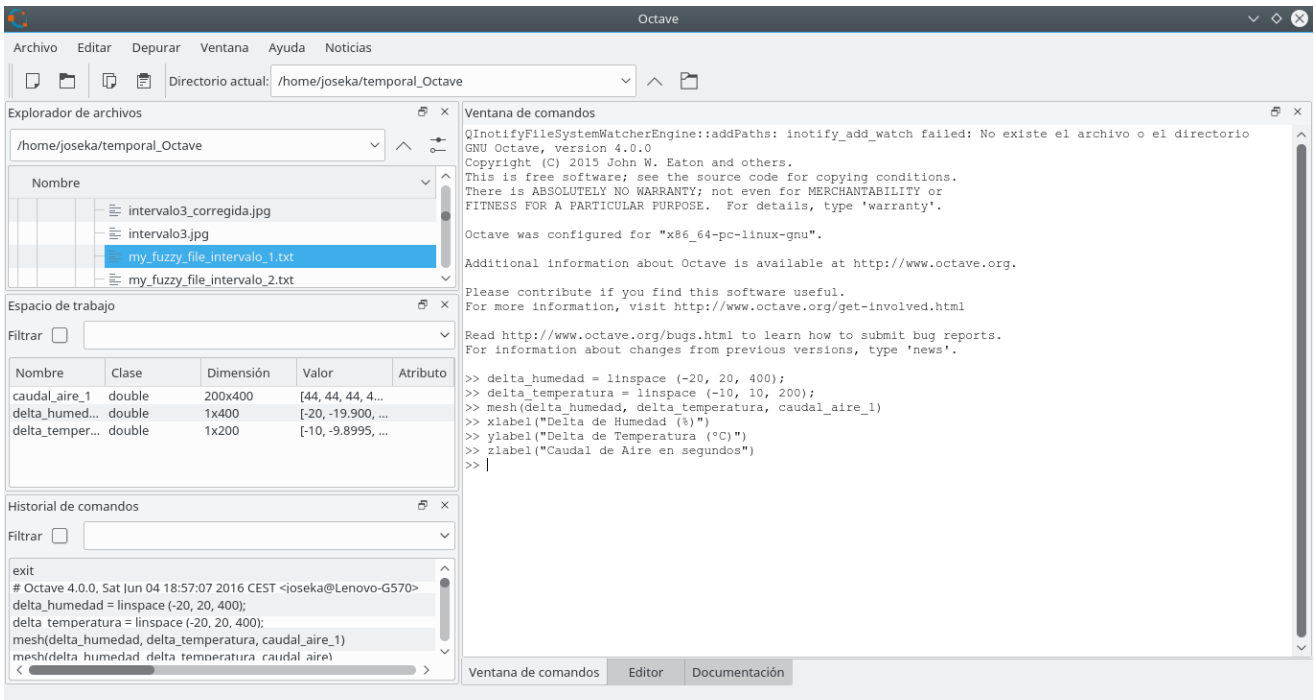 Octave
Archivo Editar Depurar Ventana Ayuda Noticias
Directorio actual: /home/joseka/temporal_Octave
Explorador de archivos
/home/joseka/temporal_Octave
Nombre
intervalo3_corregida.jpg
intervalo3.jpg
my_fuzzy_file_intervalo_1.txt
my_fuzzy_file_intervalo_2.txt
Espacio de trabajo
Filtrar
Nombre Clase Dimensión Valor Atributo
caudal_aire_1 double 200x400 [44, 44, 44, 4...
delta_humed... double 1x400 [-20, -19.900, ...
delta_temper... double 1x200 [-10, -9.8995, ...
Historial de comandos
Filtrar
exit
# Octave 4.0.0, Sat Jun 04 18:57:07 2016 CEST <joseka@Lenovo-G570>
delta_humedad = linspace (-20, 20, 400);
delta_temperatura = linspace (-20, 20, 400);
mesh(delta_humedad, delta_temperatura, caudal_aire_1)
mesh(delta_humedad, delta_temperatura, caudal_aire)
Ventana de comandos
QInotifyFileSystemWatcherEngine::addPaths: inotify_add_watch failed: No existe el archivo o el directorio
GNU Octave, version 4.0.0
Copyright (C) 2015 John W. Eaton and others.
This is free software; see the source code for copying conditions.
There is ABSOLUTELY NO WARRANTY; not even for MERCHANTABILITY or
FITNESS FOR A PARTICULAR PURPOSE.  For details, type 'warranty'.
Octave was configured for "x86_64-pc-linux-gnu".
Additional information about Octave is available at http://www.octave.org.
Please contribute if you find this software useful.
For more information, visit http://www.octave.org/get-involved.html
Read http://www.octave.org/bugs.html to learn how to submit bug reports.
For information about changes from previous versions, type 'news'.
>> delta_humedad = linspace (-20, 20, 400);
>> delta_temperatura = linspace (-10, 10, 200);
>> mesh(delta_humedad, delta_temperatura, caudal_aire_1)
>> xlabel("Delta de Humedad (%)")
>> ylabel("Delta de Temperatura (ºC)")
>> zlabel("Caudal de Aire en segundos")
>>
Ventana de comandos Editor Documentación